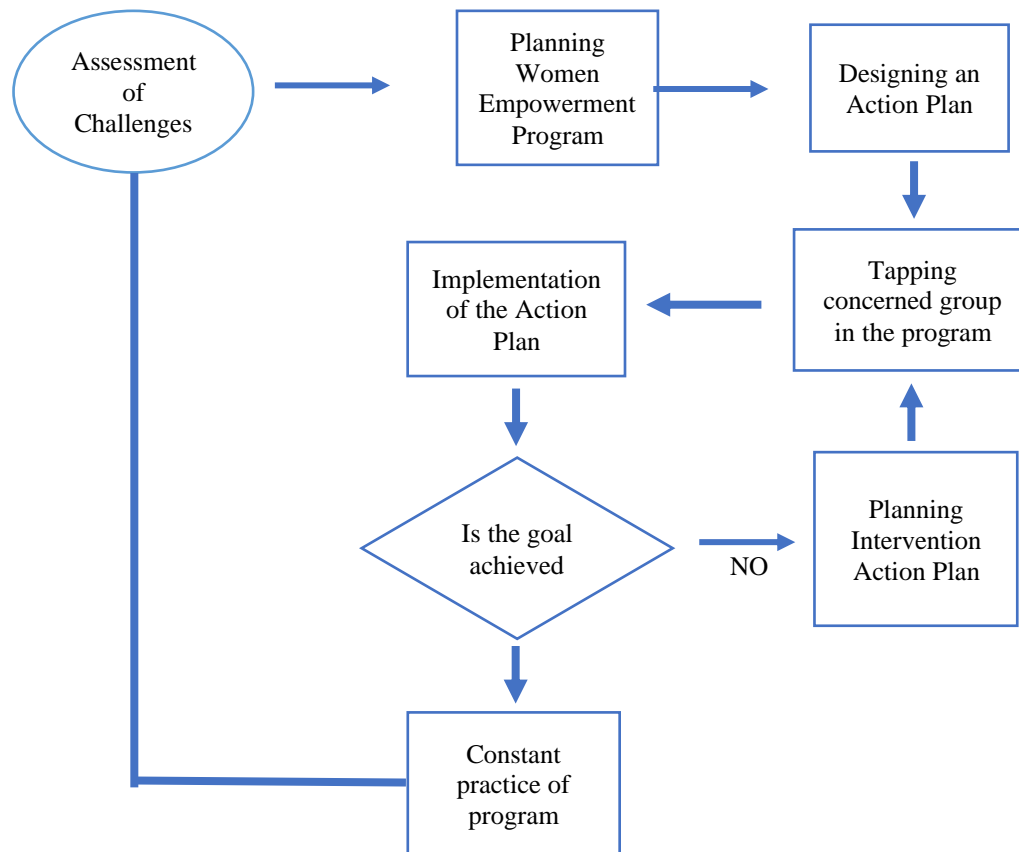 Assessment
of
Challenges
Planning
Women
Empowerment
Program
Designing an
Action Plan
Tapping
concerned group
in the program
Implementation
of the Action
Plan
Is the goal
achieved
NO
Planning
Intervention
Action Plan
Constant
practice of
program